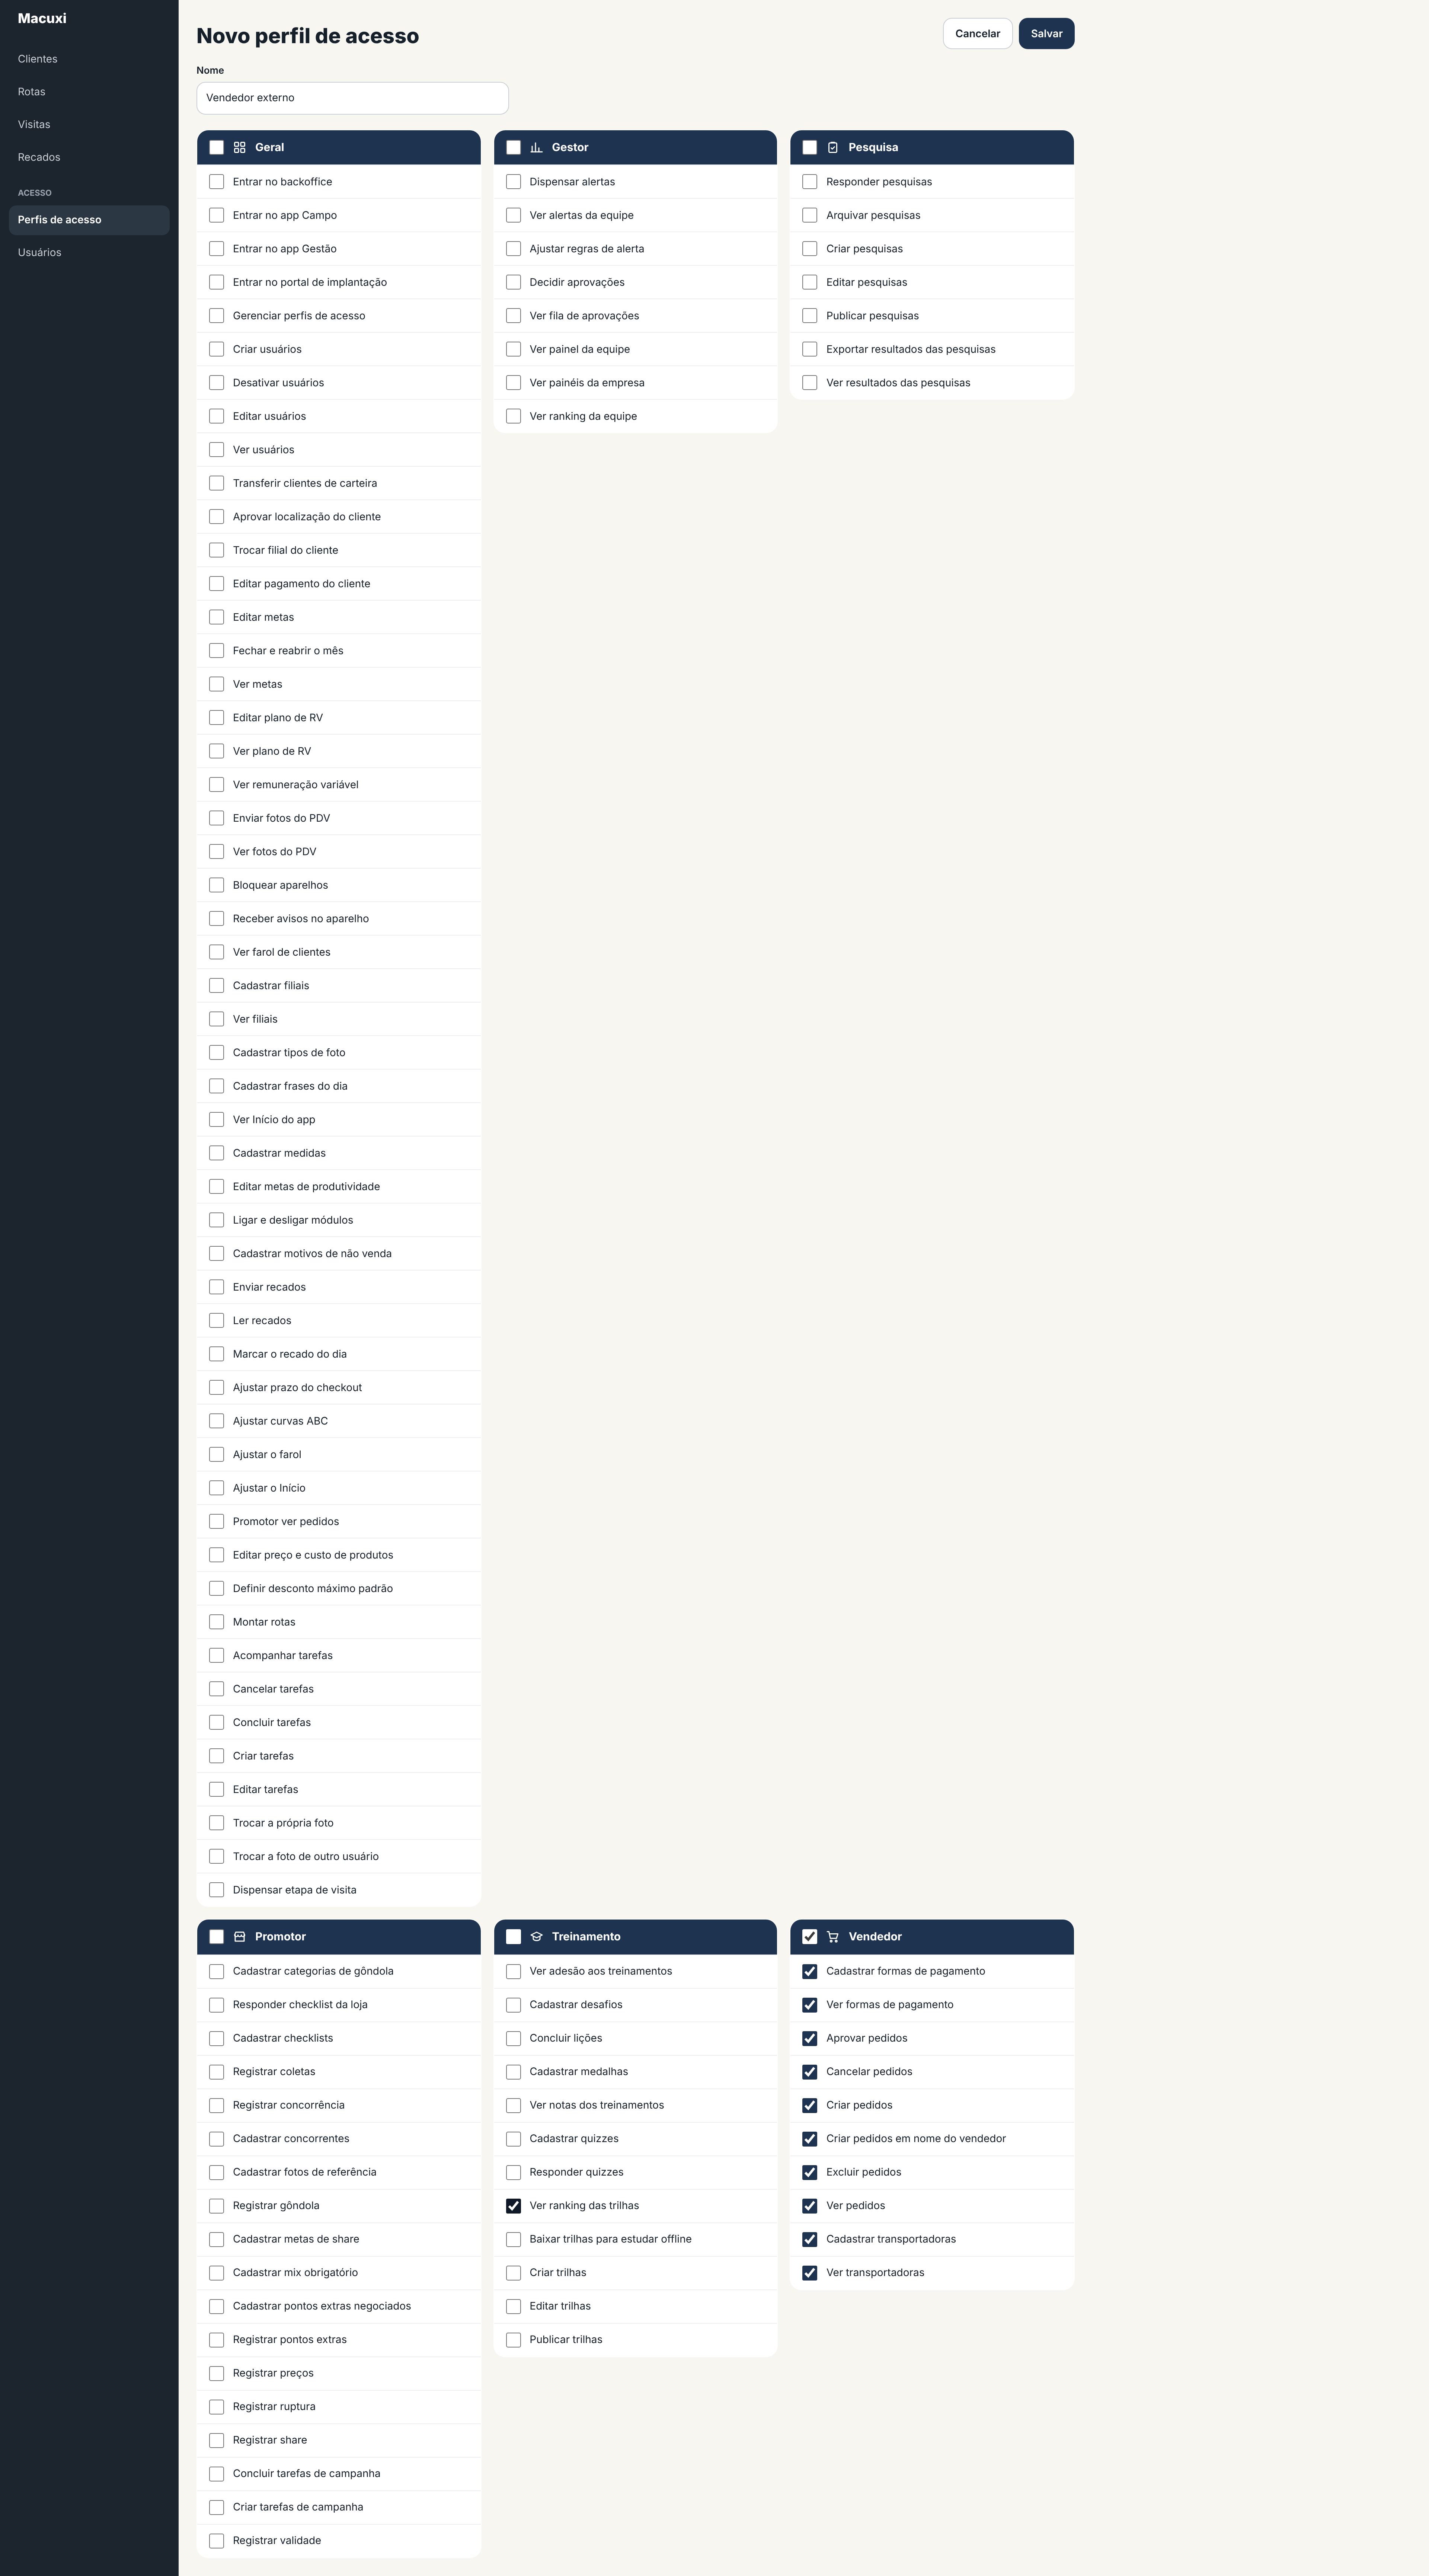 Macuxi
Clientes
Rotas
Visitas
Recados
ACESSO
Perfis de acesso
Usuários
Novo perfil de acesso
Cancelar
Salvar
Nome
Vendedor externo
Geral
Entrar no backoffice
Entrar no app Campo
Entrar no app Gestão
Entrar no portal de implantação
Gerenciar perfis de acesso
Criar usuários
Desativar usuários
Editar usuários
Ver usuários
Transferir clientes de carteira
Aprovar localização do cliente
Trocar filial do cliente
Editar pagamento do cliente
Editar metas
Fechar e reabrir o mês
Ver metas
Editar plano de RV
Ver plano de RV
Ver remuneração variável
Enviar fotos do PDV
Ver fotos do PDV
Bloquear aparelhos
Receber avisos no aparelho
Ver farol de clientes
Cadastrar filiais
Ver filiais
Cadastrar tipos de foto
Cadastrar frases do dia
Ver Início do app
Cadastrar medidas
Editar metas de produtividade
Ligar e desligar módulos
Cadastrar motivos de não venda
Enviar recados
Ler recados
Marcar o recado do dia
Ajustar prazo do checkout
Ajustar curvas ABC
Ajustar o farol
Ajustar o Início
Promotor ver pedidos
Editar preço e custo de produtos
Definir desconto máximo padrão
Montar rotas
Acompanhar tarefas
Cancelar tarefas
Concluir tarefas
Criar tarefas
Editar tarefas
Trocar a própria foto
Trocar a foto de outro usuário
Dispensar etapa de visita
Gestor
Dispensar alertas
Ver alertas da equipe
Ajustar regras de alerta
Decidir aprovações
Ver fila de aprovações
Ver painel da equipe
Ver painéis da empresa
Ver ranking da equipe
Pesquisa
Responder pesquisas
Arquivar pesquisas
Criar pesquisas
Editar pesquisas
Publicar pesquisas
Exportar resultados das pesquisas
Ver resultados das pesquisas
Promotor
Cadastrar categorias de gôndola
Responder checklist da loja
Cadastrar checklists
Registrar coletas
Registrar concorrência
Cadastrar concorrentes
Cadastrar fotos de referência
Registrar gôndola
Cadastrar metas de share
Cadastrar mix obrigatório
Cadastrar pontos extras negociados
Registrar pontos extras
Registrar preços
Registrar ruptura
Registrar share
Concluir tarefas de campanha
Criar tarefas de campanha
Registrar validade
Treinamento
Ver adesão aos treinamentos
Cadastrar desafios
Concluir lições
Cadastrar medalhas
Ver notas dos treinamentos
Cadastrar quizzes
Responder quizzes
Ver ranking das trilhas
Baixar trilhas para estudar offline
Criar trilhas
Editar trilhas
Publicar trilhas
Vendedor
Cadastrar formas de pagamento
Ver formas de pagamento
Aprovar pedidos
Cancelar pedidos
Criar pedidos
Criar pedidos em nome do vendedor
Excluir pedidos
Ver pedidos
Cadastrar transportadoras
Ver transportadoras